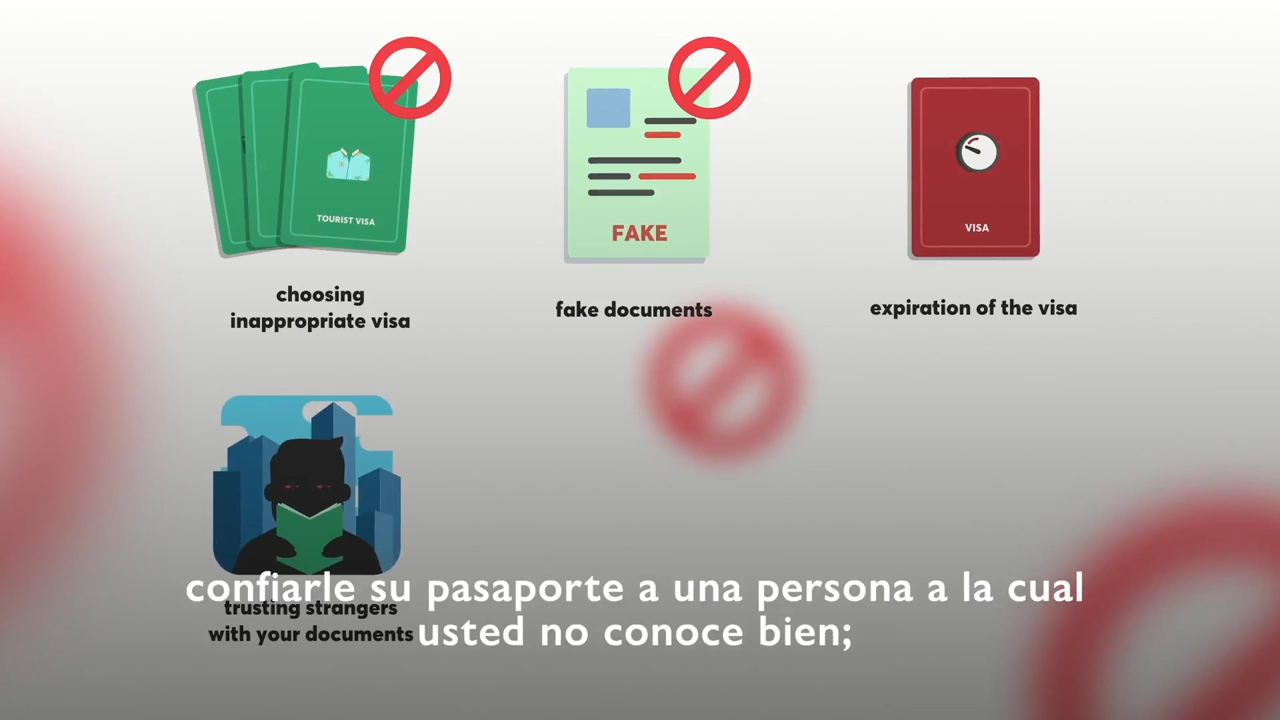 TOURIST VISA
choosing
inappropriate visa
FAKE
fake documents
VISA
expiration of the visa
trusting strangers
with your documents
confiarle su pasaporte a una persona a la cual
usted no conoce bien;